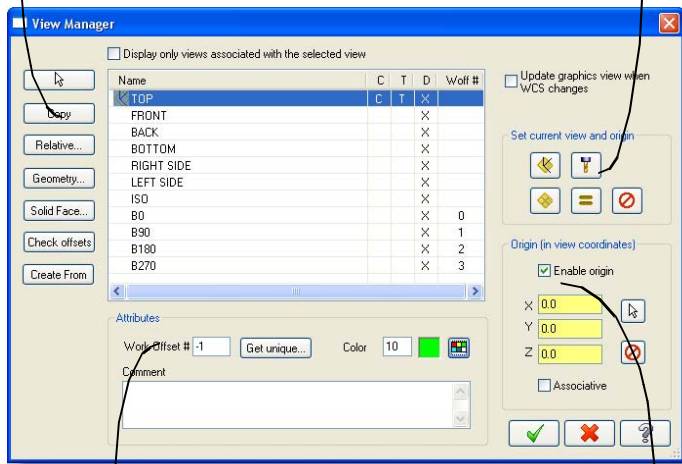 View Manager
Display only views associated with the selected view
Copy
Relative...
Geometry...
Solid Face...
Check offsets
Create From
Name C T D Woff #
TOP C T X
FRONT X
BACK X
BOTTOM X
RIGHT SIDE X
LEFT SIDE X
ISO X
B0 X 0
B90 X 1
B180 X 2
B270 X 3
Attributes
Work Offset # -1 Get unique... Color 10
Comment
Update graphics view when
WCS changes
Set current view and origin
Origin (in view coordinates)
Enable origin
X 0.0
Y 0.0
Z 0.0
Associative